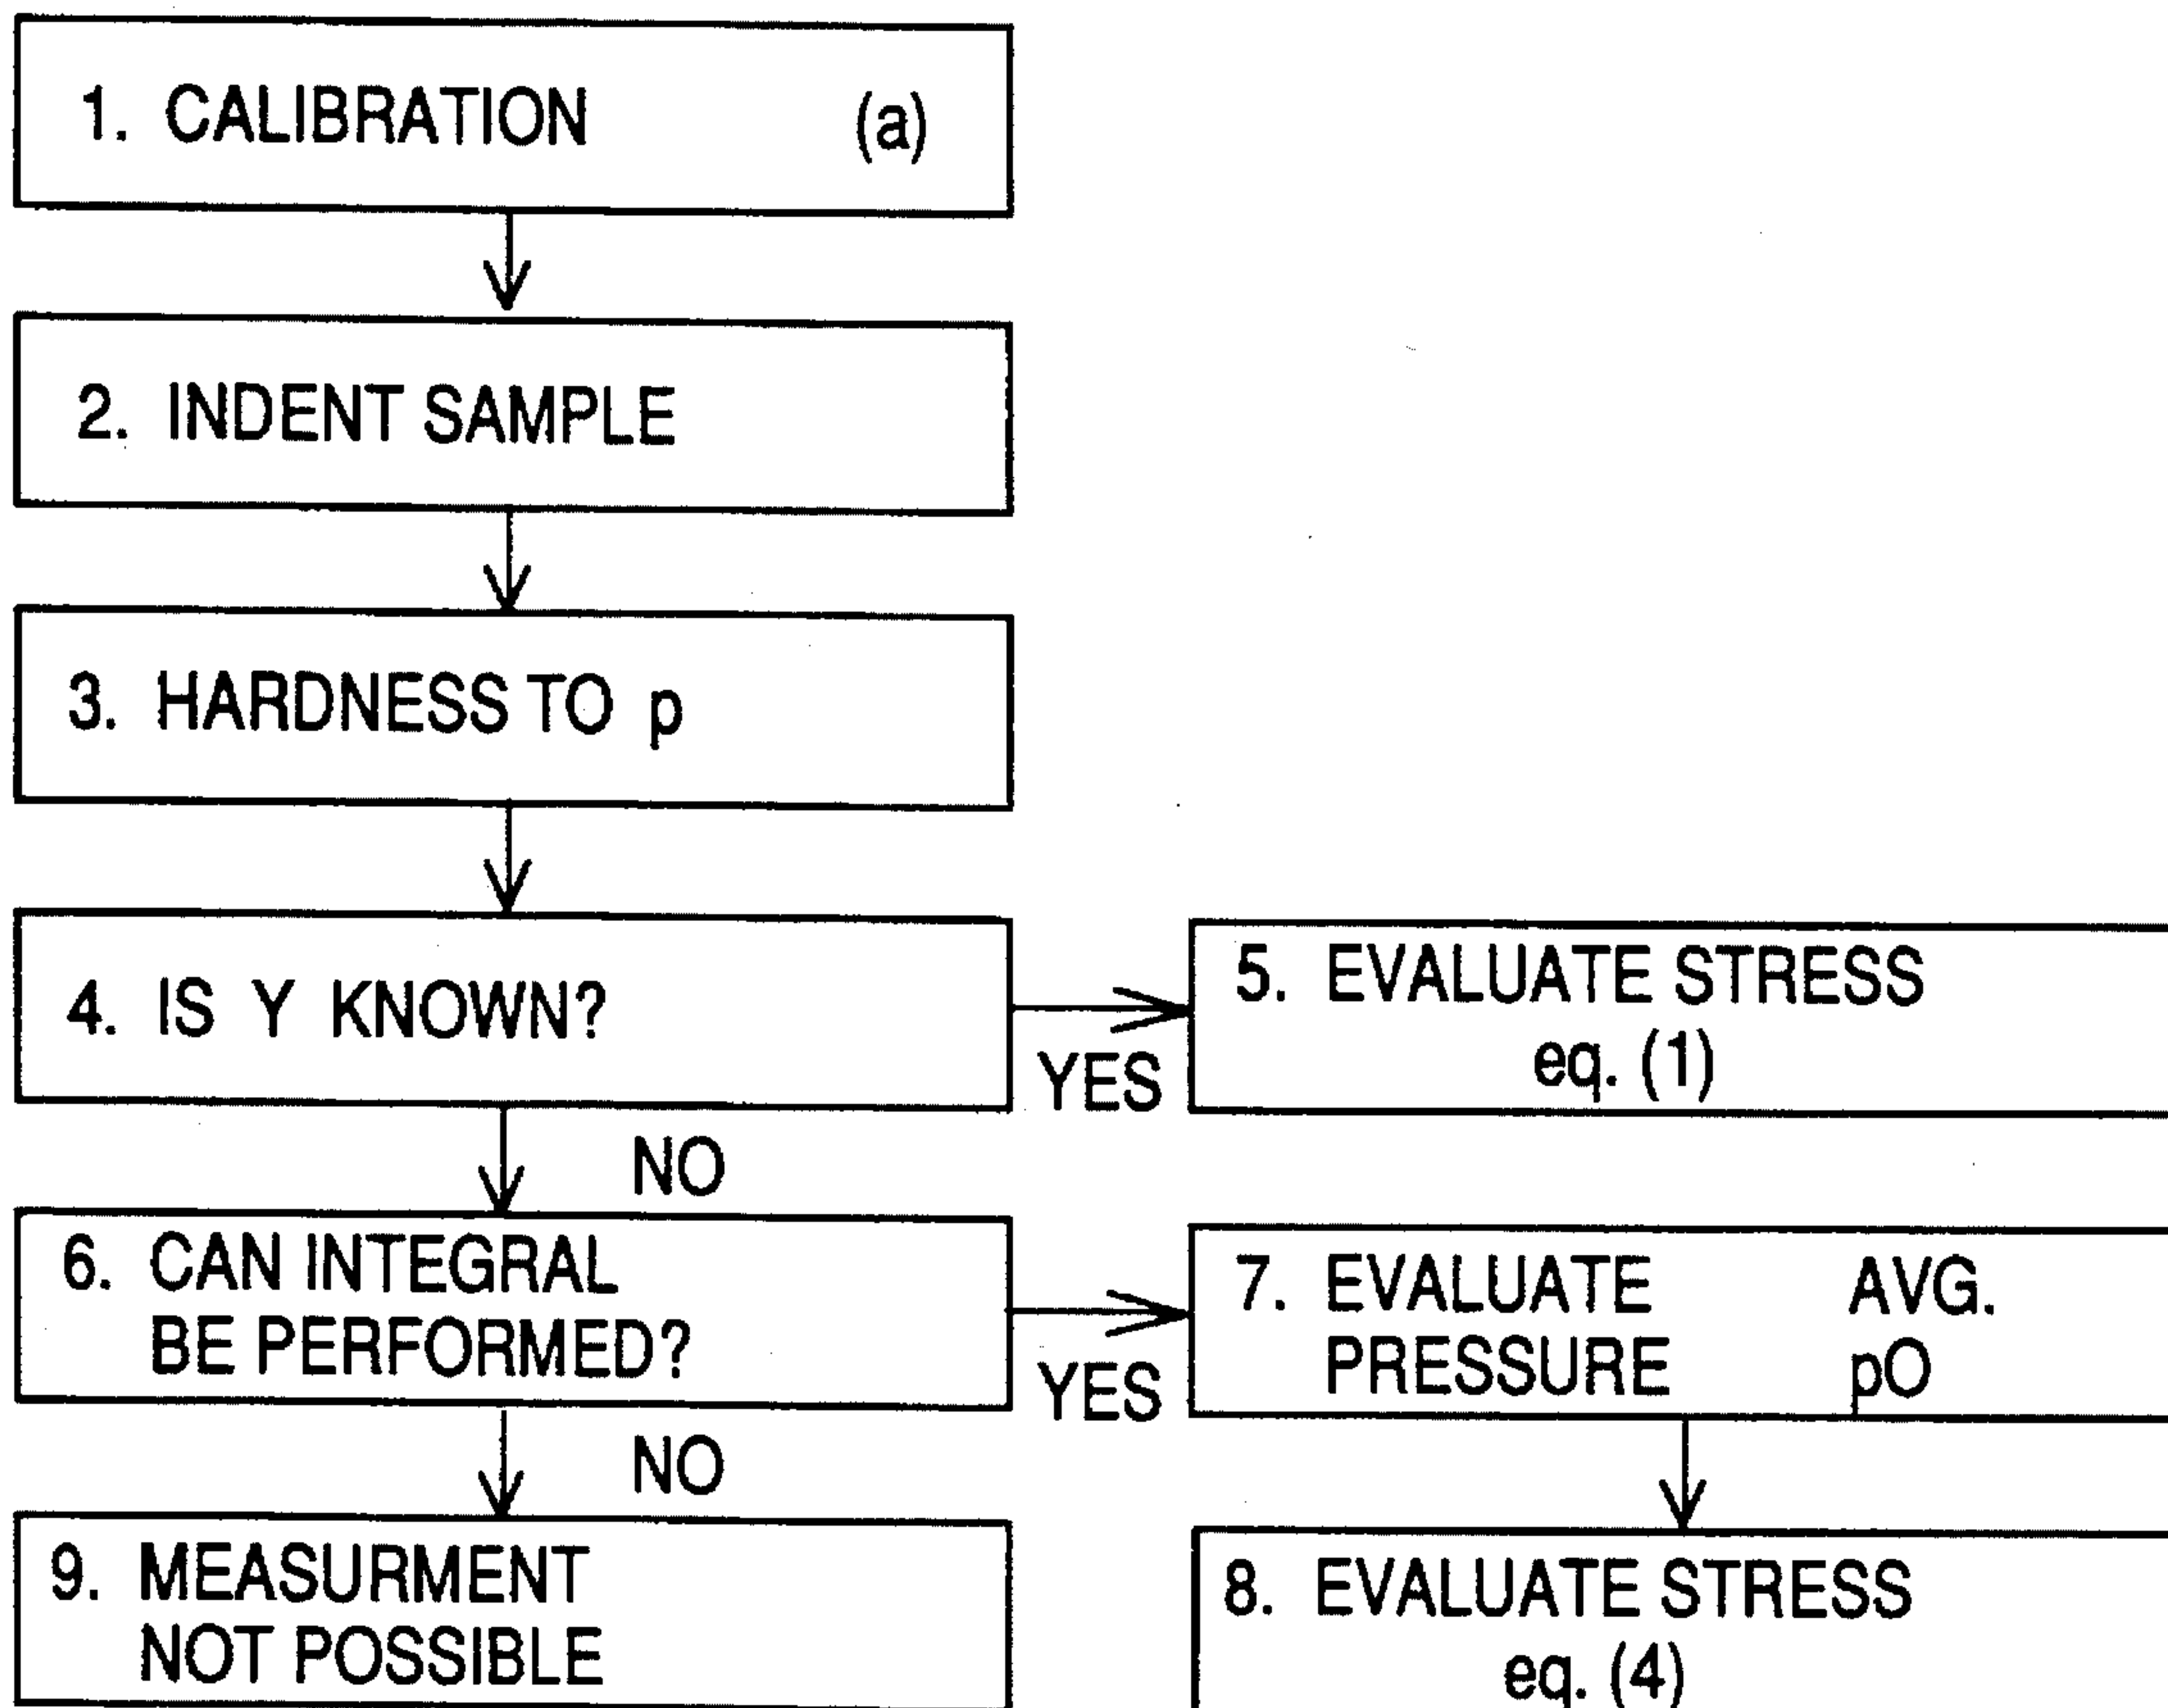 1. CALIBRATION (a)
2. INDENT SAMPLE
3. HARDNESS TO p
4. IS Y KNOWN?
YES
5. EVALUATE STRESS
eq. (1)
NO
6. CAN INTEGRAL
BE PERFORMED?
YES
7. EVALUATE AVG.
PRESSURE pO
NO
8. EVALUATE STRESS
eq. (4)
9. MEASURMENT
NOT POSSIBLE